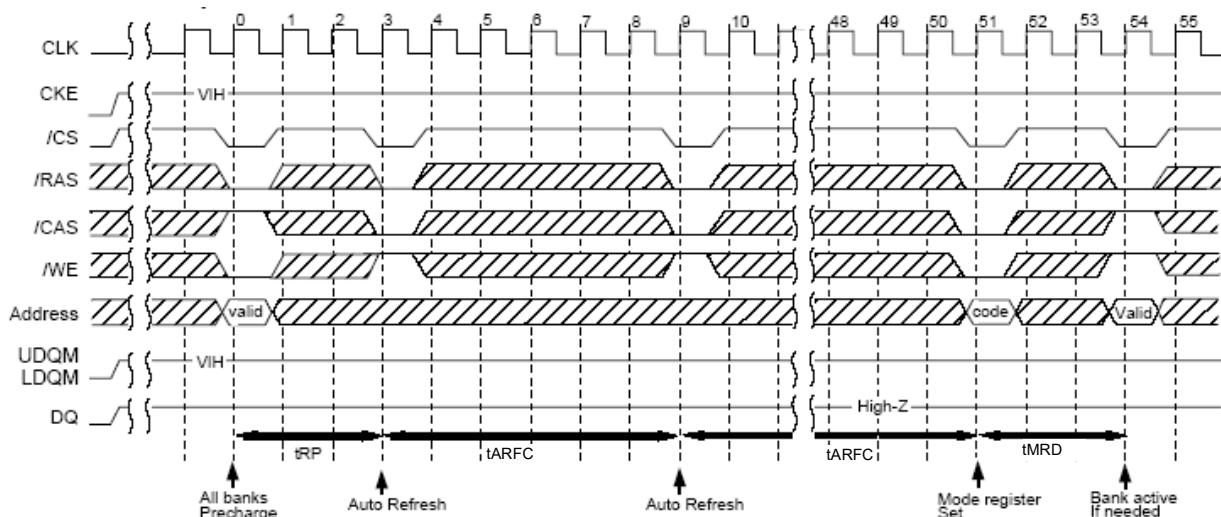 0 1 2 3 4 5 6 7 8 9 10 48 49 50 51 52 53 54 55
CLK
CKE VIH
/CS
/RAS
/CAS
/WE
Address valid code Valid
UDQM VIH
LDQM
DQ High-Z
tRP tARFC tARFC tMRD
All banks Precharge
Auto Refresh
Auto Refresh
Mode register Set
Bank active If needed